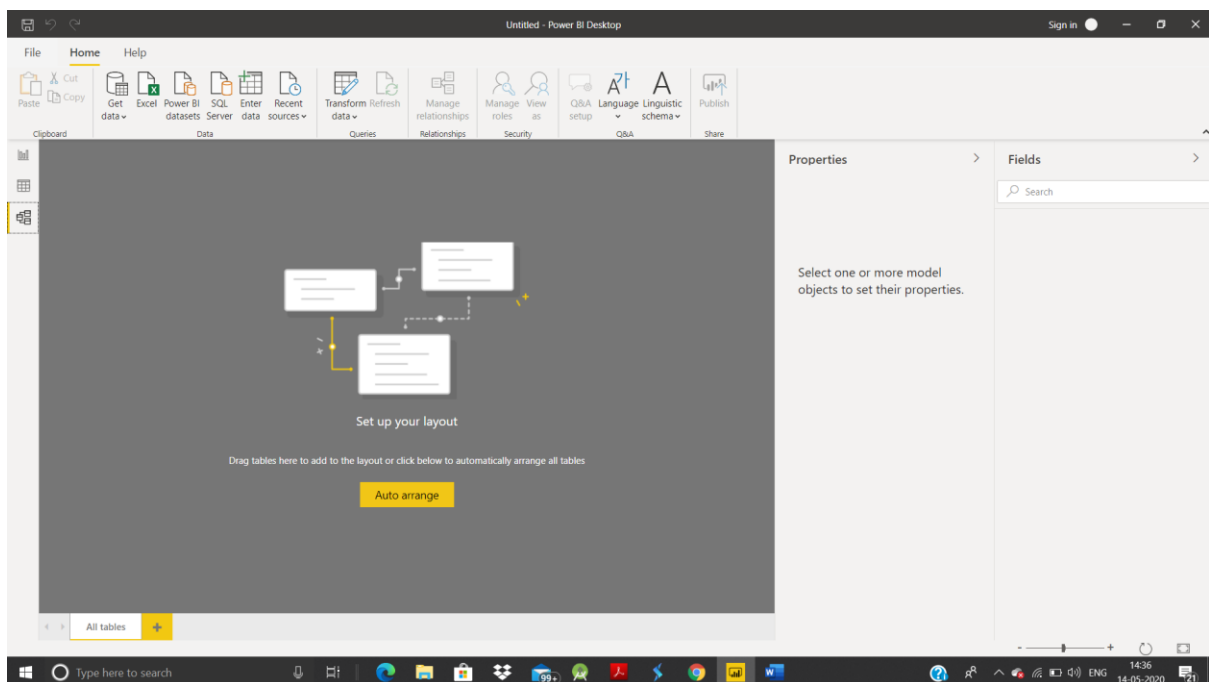 Untitled - Power BI Desktop
Sign in
File Home Help
Paste
Cut
Copy
Clipboard
Get data
Excel
Power BI datasets
SQL Server
Enter data
Recent sources
Data
Transform data
Refresh
Queries
Manage relationships
Relationships
Manage roles
View as
Security
Q&A setup
Language
Linguistic schema
Q&A
Publish
Share
Properties
Select one or more model
objects to set their properties.
Fields
Search
Set up your layout
Drag tables here to add to the layout or click below to automatically arrange all tables
Auto arrange
All tables
Type here to search
99+
ENG
14:36
14-05-2020
21